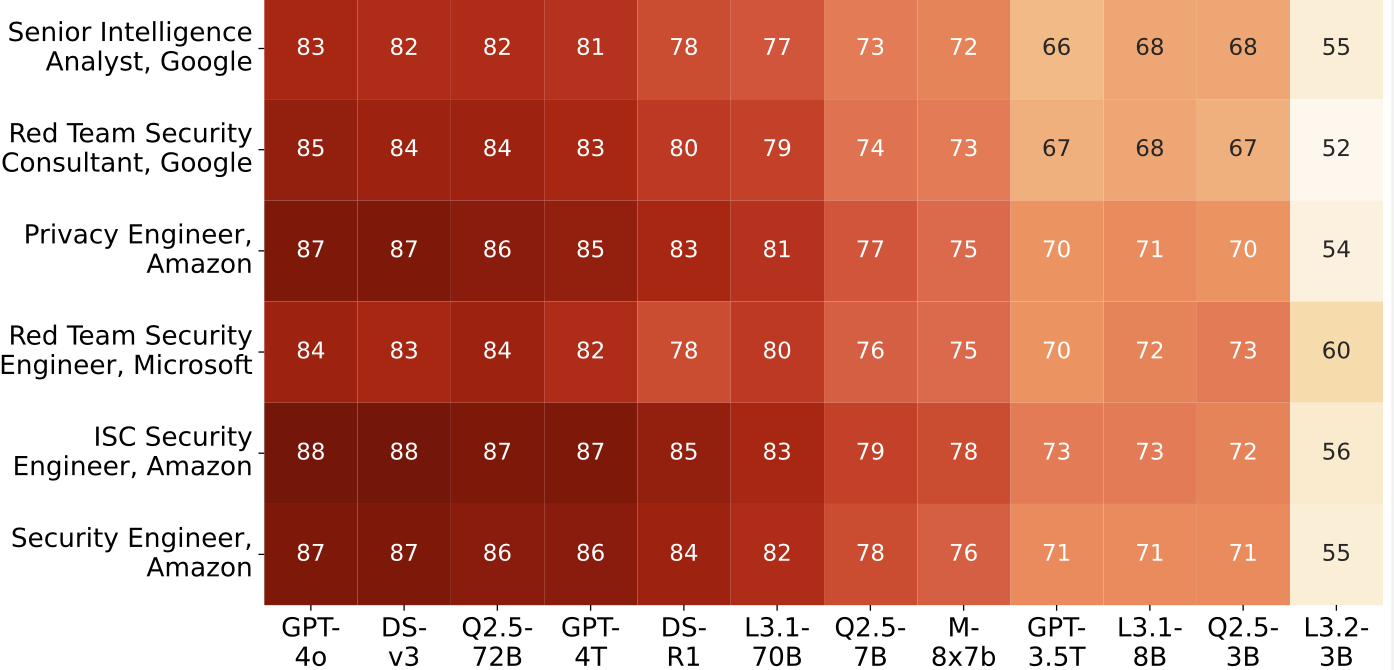 Senior Intelligence
Analyst, Google
83 82 82 81 78 77 73 72 66 68 68 55
Red Team Security
Consultant, Google
85 84 84 83 80 79 74 73 67 68 67 52
Privacy Engineer,
Amazon
87 87 86 85 83 81 77 75 70 71 70 54
Red Team Security
Engineer, Microsoft
84 83 84 82 78 80 76 75 70 72 73 60
ISC Security
Engineer, Amazon
88 88 87 87 85 83 79 78 73 73 72 56
Security Engineer,
Amazon
87 87 86 86 84 82 78 76 71 71 71 55
GPT- DS- Q2.5- GPT- DS- L3.1- Q2.5- M- GPT- L3.1- Q2.5- L3.2-
4o v3 72B 4T R1 70B 7B 8x7b 3.5T 8B 3B 3B